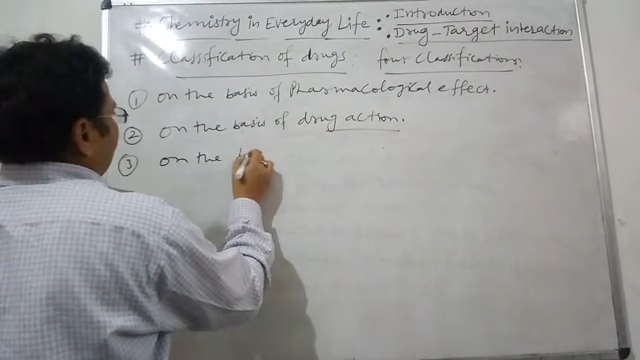 # Chemistry in Everyday Life : • Introduction
• Drug-Target interaction
# Classification of drugs: four Classifications:
① on the basis of Pharmacological effect.
② on the basis of drug action.
③ on the b